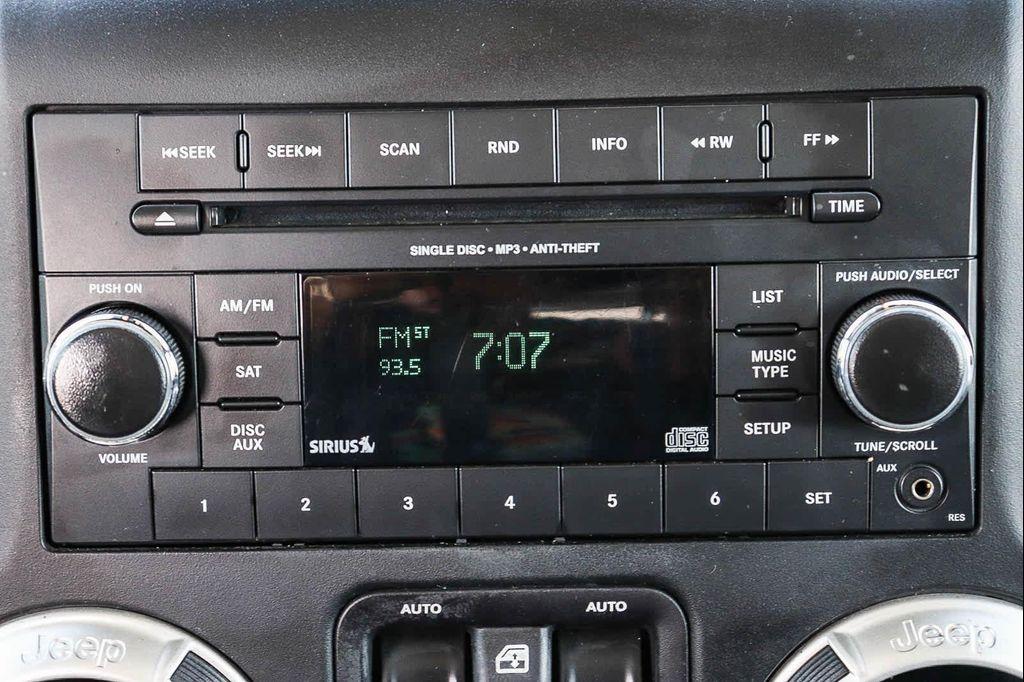 SEEK
SEEK
SCAN
RND
INFO
RW
FF
TIME
SINGLE DISC • MP3 • ANTI-THEFT
PUSH ON
VOLUME
AM/FM
SAT
DISC
AUX
FM ST
93.5
7:07
SIRIUS
COMPACT
disc
DIGITAL AUDIO
LIST
MUSIC
TYPE
SETUP
PUSH AUDIO/SELECT
TUNE/SCROLL
1
2
3
4
5
6
SET
AUX
RES
AUTO
AUTO
Jeep
Jeep